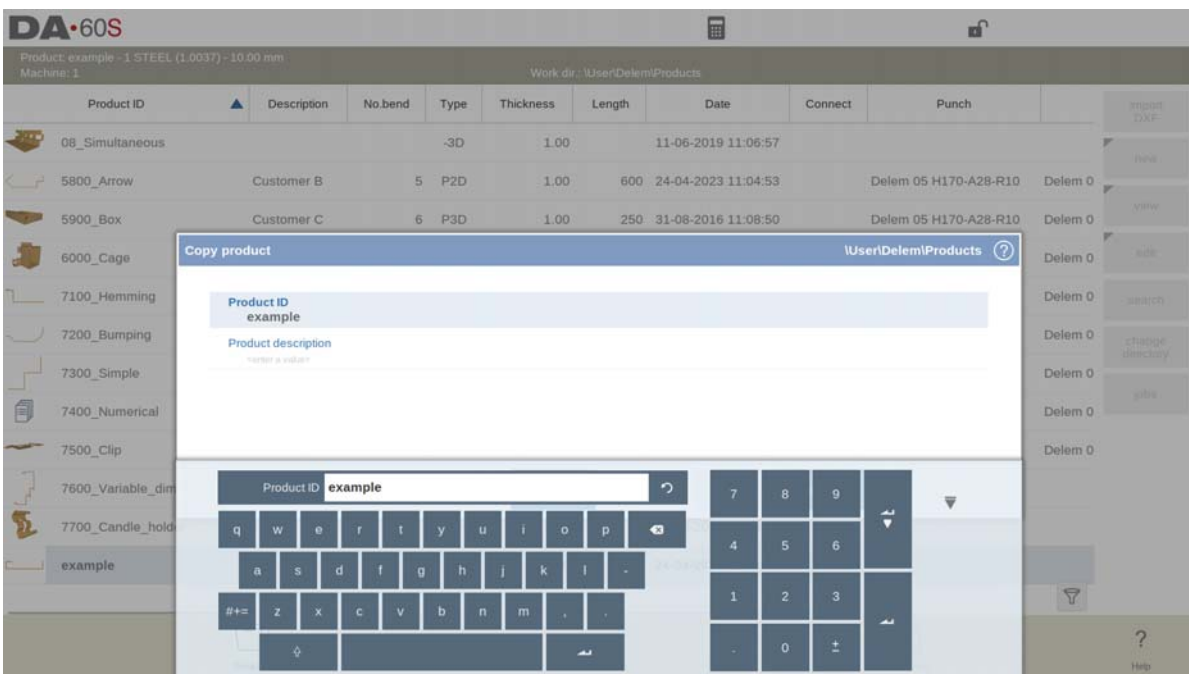 DA·60S
Product: example - 1 STEEL (1.0037) - 10.00 mm
Machine: 1
Work dir.: \User\Delem\Products
Product ID Description No.bend Type Thickness Length Date Connect Punch
import DXF
08_Simultaneous -3D 1.00 11-06-2019 11:06:57
new
5800_Arrow Customer B 5 P2D 1.00 600 24-04-2023 11:04:53 Delem 05 H170-A28-R10 Delem 0
view
5900_Box Customer C 6 P3D 1.00 250 31-08-2016 11:08:50 Delem 05 H170-A28-R10 Delem 0
Copy product \User\Delem\Products ?
6000_Cage Delem 0
edit
7100_Hemming Delem 0
search
Product ID
example
7200_Bumping Delem 0
change directory
Product description
<enter a value>
7300_Simple Delem 0
jobs
7400_Numerical Delem 0
7500_Clip Delem 0
7600_Variable_dim
7700_Candle_hold
example
Product ID example
7 8 9
q w e r t y u i o p
4 5 6
a s d f g h j k l -
1 2 3
#+= z x c v b n m , .
. 0 ±
?
Help